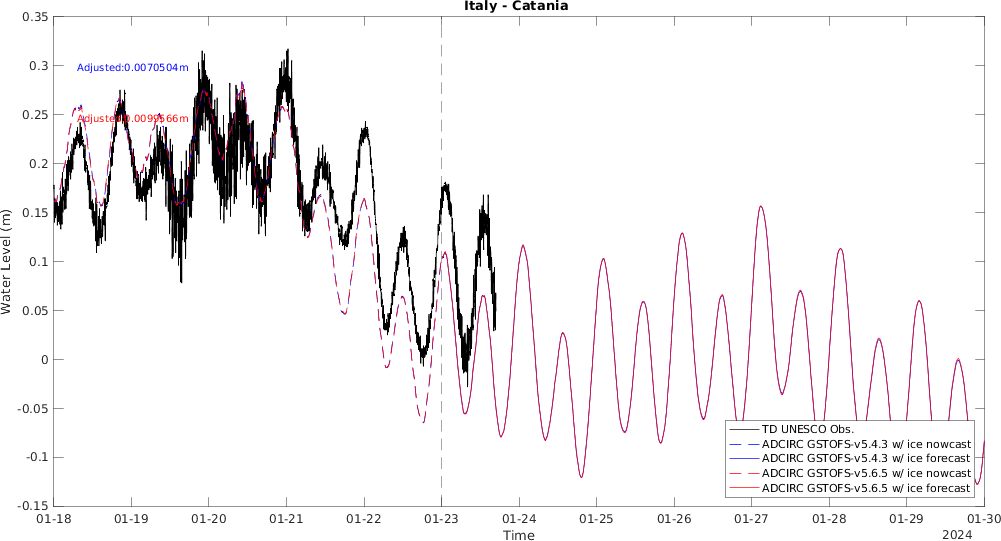 Italy - Catania
Water Level (m)
0.35
0.3
0.25
0.2
0.15
0.1
0.05
0
-0.05
-0.1
-0.15
Adjusted:0.0070504m
Adjusted:0.0099566m
TD UNESCO Obs.
ADCIRC GSTOFS-v5.4.3 w/ ice nowcast
ADCIRC GSTOFS-v5.4.3 w/ ice forecast
ADCIRC GSTOFS-v5.6.5 w/ ice nowcast
ADCIRC GSTOFS-v5.6.5 w/ ice forecast
01-18 01-19 01-20 01-21 01-22 01-23 01-24 01-25 01-26 01-27 01-28 01-29 01-30
Time
2024